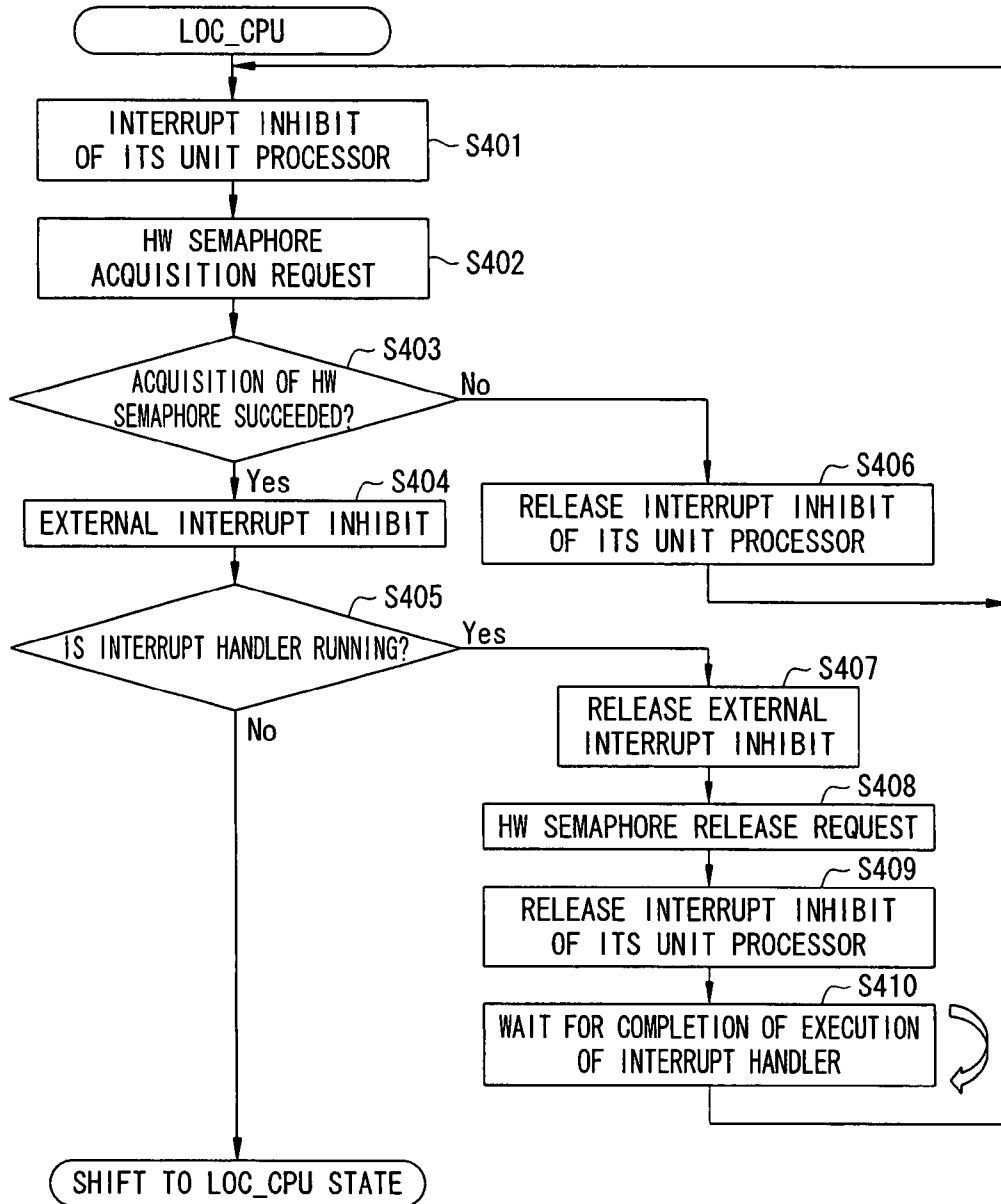 LOC_CPU
INTERRUPT INHIBIT
OF ITS UNIT PROCESSOR
S401
HW SEMAPHORE
ACQUISITION REQUEST
S402
S403
ACQUISITION OF HW
SEMAPHORE SUCCEEDED?
No
Yes
S404
EXTERNAL INTERRUPT INHIBIT
S406
RELEASE INTERRUPT INHIBIT
OF ITS UNIT PROCESSOR
S405
IS INTERRUPT HANDLER RUNNING?
Yes
No
S407
RELEASE EXTERNAL
INTERRUPT INHIBIT
S408
HW SEMAPHORE RELEASE REQUEST
S409
RELEASE INTERRUPT INHIBIT
OF ITS UNIT PROCESSOR
S410
WAIT FOR COMPLETION OF EXECUTION
OF INTERRUPT HANDLER
SHIFT TO LOC_CPU STATE